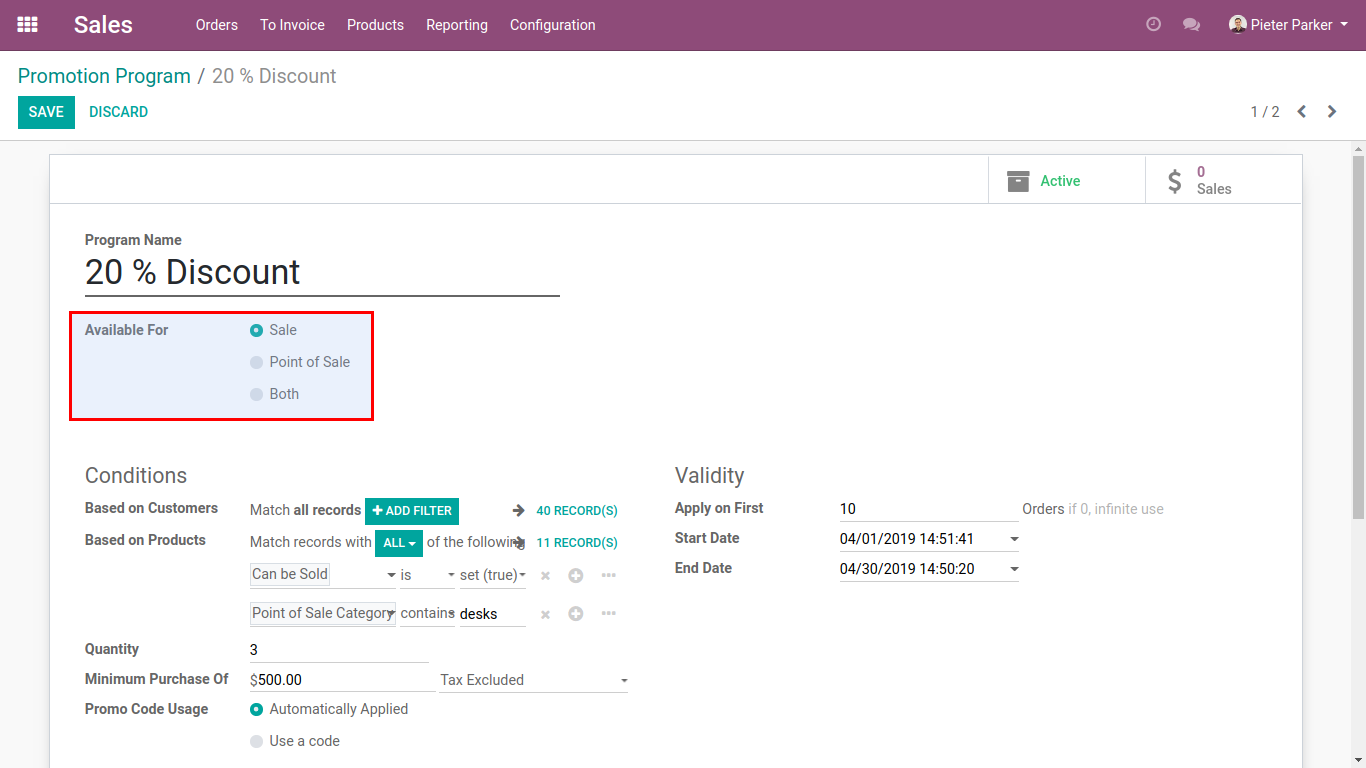 Sales Orders To Invoice Products Reporting Configuration Pieter Parker
Promotion Program / 20 % Discount
SAVE DISCARD 1 / 2
Active
0
Sales
Program Name
20 % Discount
Available For Sale
Point of Sale
Both
Conditions Validity
Based on Customers Match all records + ADD FILTER 40 RECORD(S) Apply on First 10 Orders if 0, infinite use
Based on Products Match records with ALL of the following 11 RECORD(S) Start Date 04/01/2019 14:51:41
End Date 04/30/2019 14:50:20
Can be Sold is set (true)
Point of Sale Category contains desks
Quantity 3
Minimum Purchase Of $500.00 Tax Excluded
Promo Code Usage Automatically Applied
Use a code